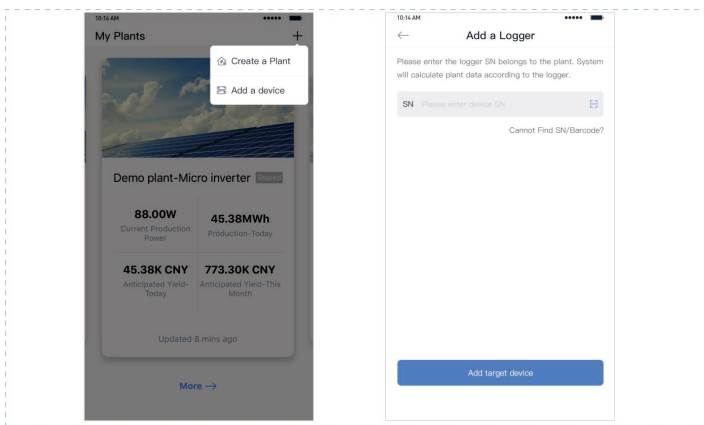 10:14 AM
My Plants
+
Create a Plant
Add a device
Demo plant-Micro inverter Shared
88.00W
Current Production
Power
45.38MWh
Production-Today
45.38K CNY
Anticipated Yield-
Today
773.30K CNY
Anticipated Yield-This
Month
Updated 8 mins ago
More →
10:14 AM
← Add a Logger
Please enter the logger SN belongs to the plant. System
will calculate plant data according to the logger.
SN Please enter device SN
Cannot Find SN/Barcode?
Add target device